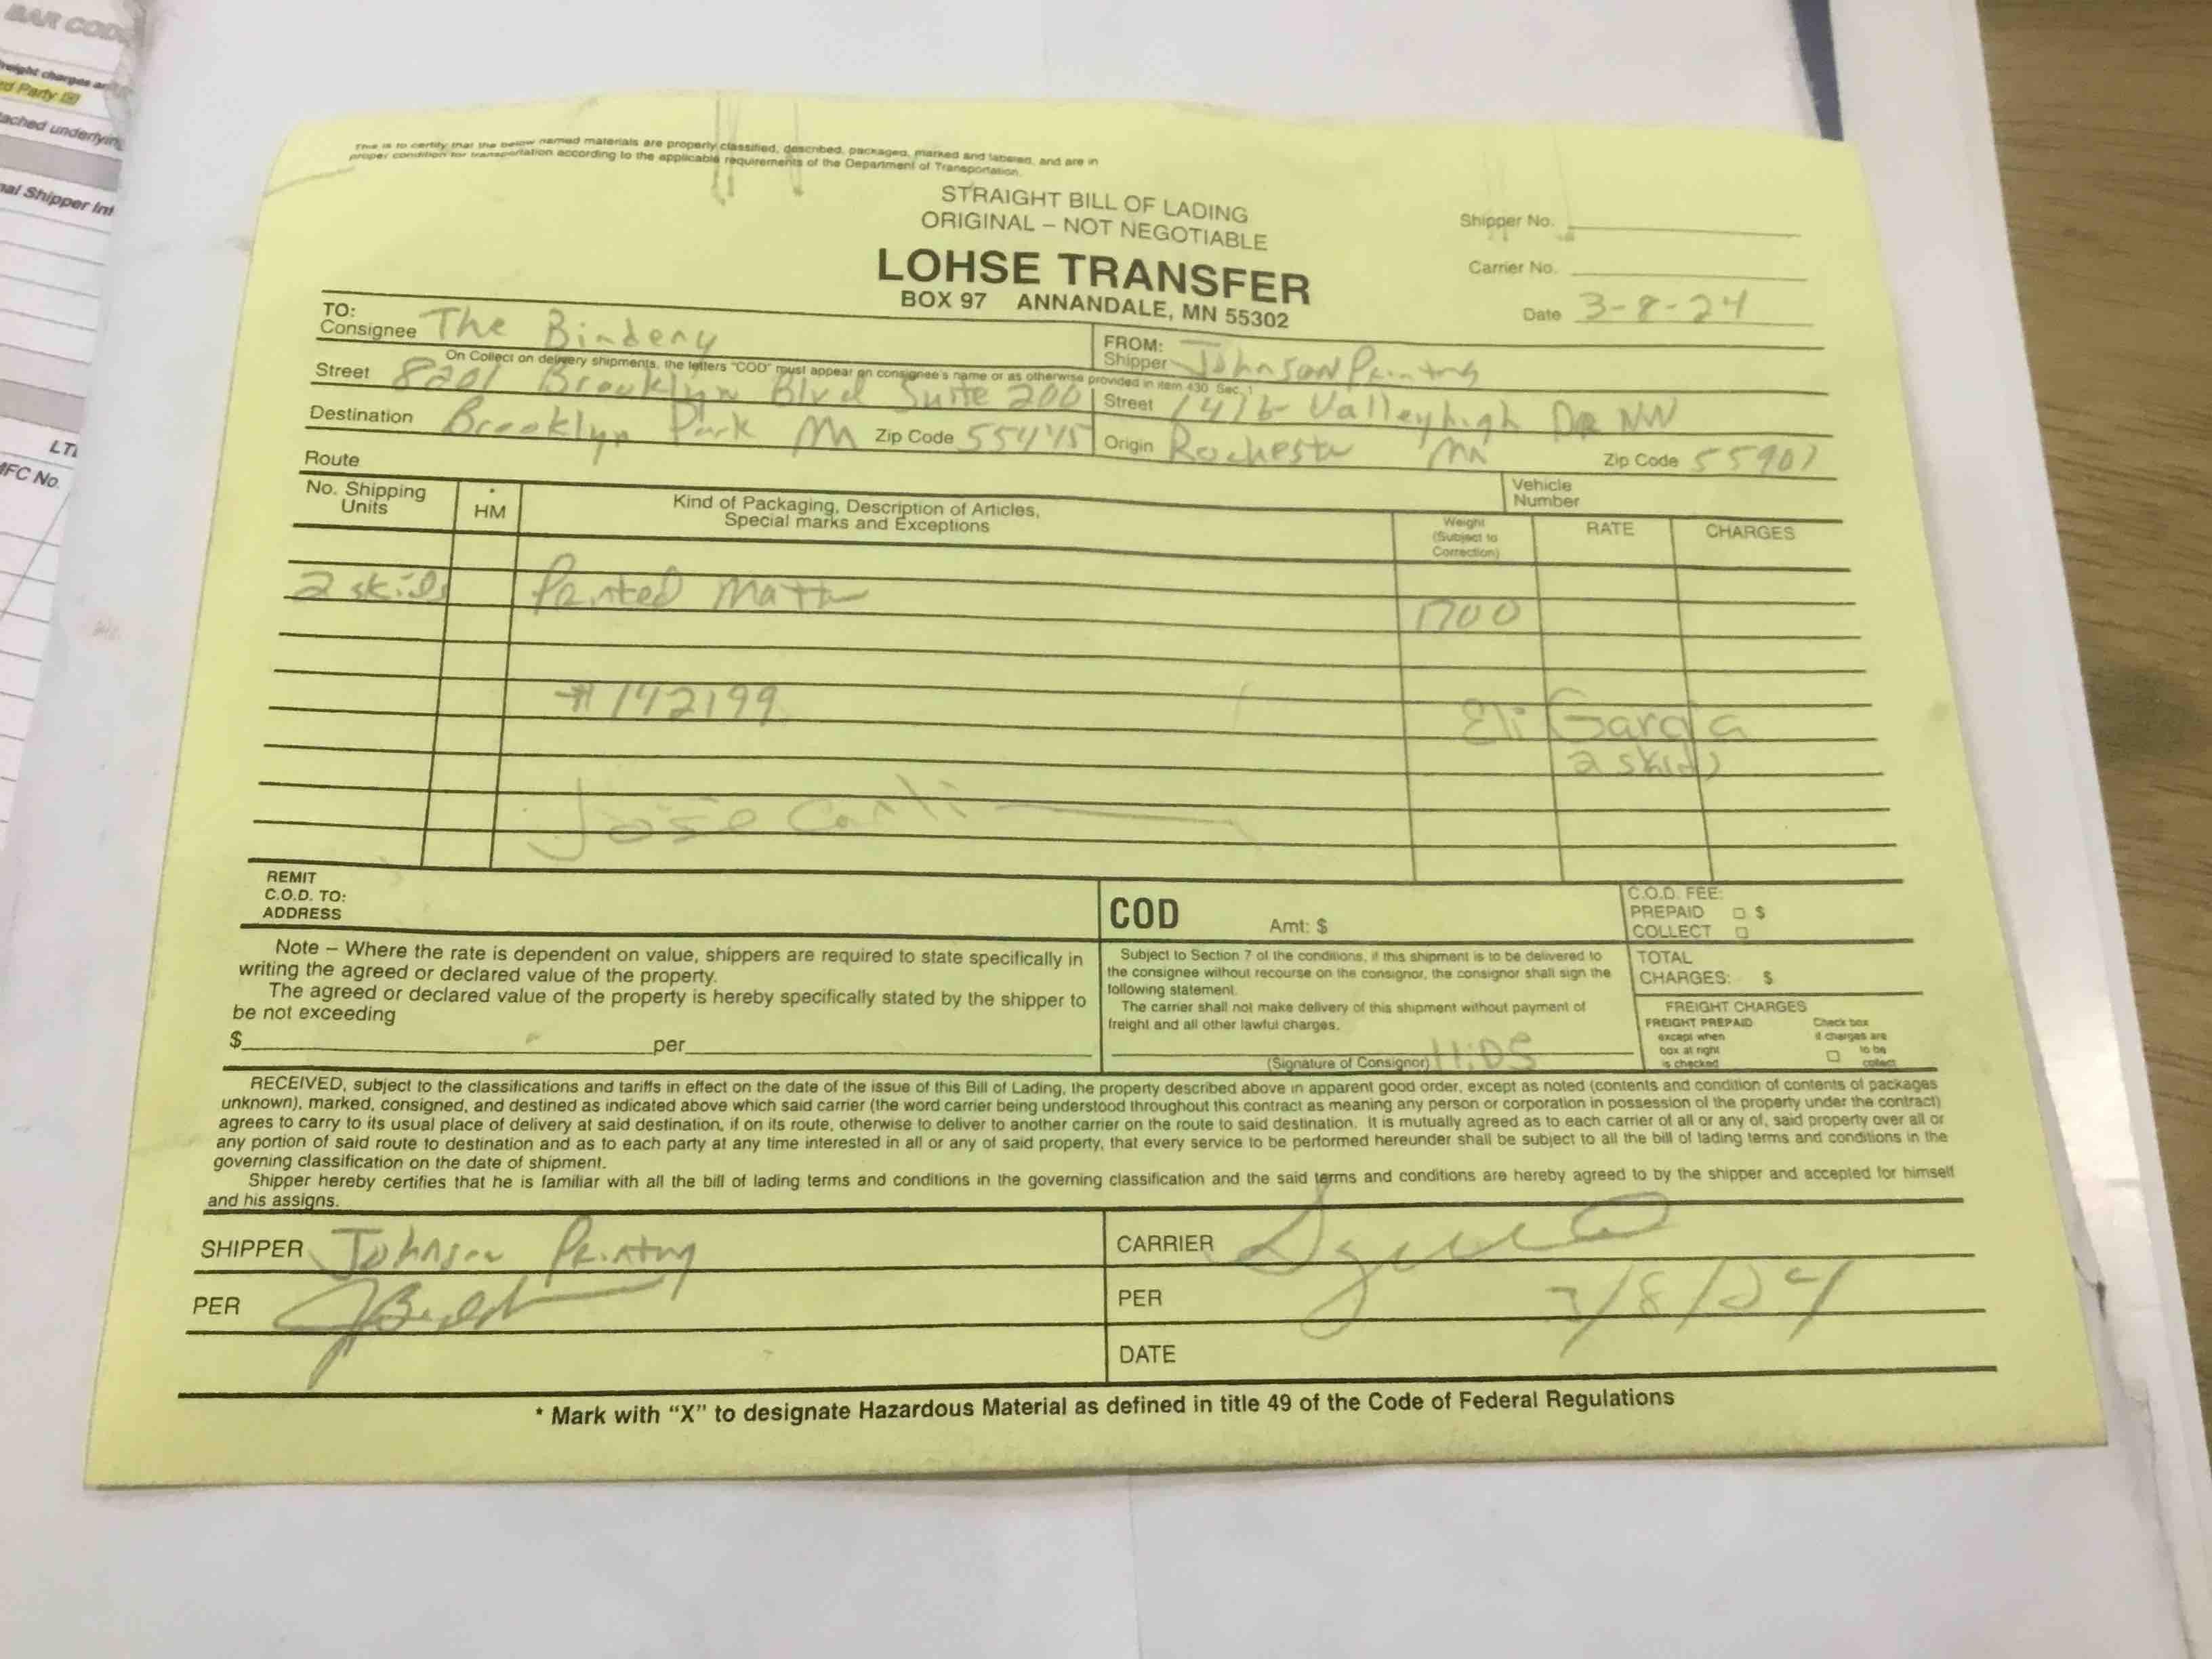 BAR COD
reight charges ar
rd Party
ached underlying
nal Shipper Inf
LTL
MFC No.
This is to certify that the below named materials are properly classified, described, packaged, marked and labeled, and are in
proper condition for transportation according to the applicable requirements of the Department of Transportation.
STRAIGHT BILL OF LADING
ORIGINAL – NOT NEGOTIABLE
LOHSE TRANSFER
BOX 97 ANNANDALE, MN 55302
Shipper No.
Carrier No.
Date 3-8-24
TO:
Consignee The Bindery
FROM:
Shipper Johnson Printing
On Collect on delivery shipments, the letters "COD" must appear on consignee's name or as otherwise provided in item 430, Sec. 1
Street 8201 Brooklyn Blvd Suite 200
Street 1416 Valleyhigh DR NW
Destination Brooklyn Park MN Zip Code 55445
Origin Rochester MN Zip Code 55901
Route
Vehicle
Number
No. Shipping
Units
*
HM
Kind of Packaging, Description of Articles,
Special marks and Exceptions
Weight
(Subject to
Correction)
RATE
CHARGES
2 skids Printed Matter 1700
#142199
Eli Garcia
2 skids
Jose
REMIT
C.O.D. TO:
ADDRESS
COD Amt: $
C.O.D. FEE:
PREPAID □ $
COLLECT □
Note – Where the rate is dependent on value, shippers are required to state specifically in
writing the agreed or declared value of the property.
The agreed or declared value of the property is hereby specifically stated by the shipper to
be not exceeding
$ per
Subject to Section 7 of the conditions, if this shipment is to be delivered to
the consignee without recourse on the consignor, the consignor shall sign the
following statement.
The carrier shall not make delivery of this shipment without payment of
freight and all other lawful charges.
(Signature of Consignor) 11:05
TOTAL
CHARGES: $
FREIGHT CHARGES
FREIGHT PREPAID
except when
box at right
is checked
Check box
if charges are
□ to be
collect
RECEIVED, subject to the classifications and tariffs in effect on the date of the issue of this Bill of Lading, the property described above in apparent good order, except as noted (contents and condition of contents of packages
unknown), marked, consigned, and destined as indicated above which said carrier (the word carrier being understood throughout this contract as meaning any person or corporation in possession of the property under the contract)
agrees to carry to its usual place of delivery at said destination, if on its route, otherwise to deliver to another carrier on the route to said destination. It is mutually agreed as to each carrier of all or any of, said property over all or
any portion of said route to destination and as to each party at any time interested in all or any of said property, that every service to be performed hereunder shall be subject to all the bill of lading terms and conditions in the
governing classification on the date of shipment.
Shipper hereby certifies that he is familiar with all the bill of lading terms and conditions in the governing classification and the said terms and conditions are hereby agreed to by the shipper and accepted for himself
and his assigns.
SHIPPER Johnson Printing
CARRIER
PER
PER 3/8/24
DATE
* Mark with "X" to designate Hazardous Material as defined in title 49 of the Code of Federal Regulations